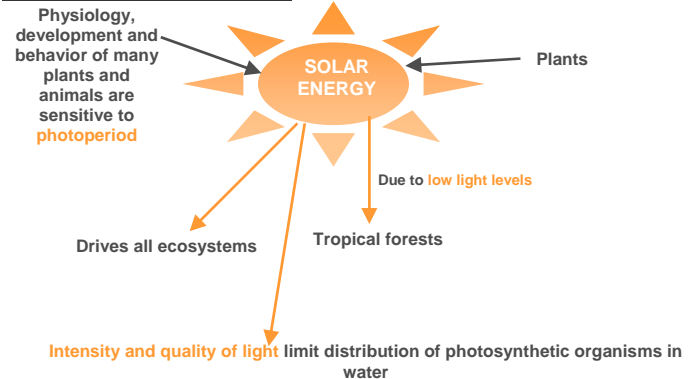 Physiology,
development and
behavior of many
plants and
animals are
sensitive to
photoperiod
SOLAR
ENERGY
Plants
Due to low light levels
Drives all ecosystems
Tropical forests
Intensity and quality of light limit distribution of photosynthetic organisms in
water